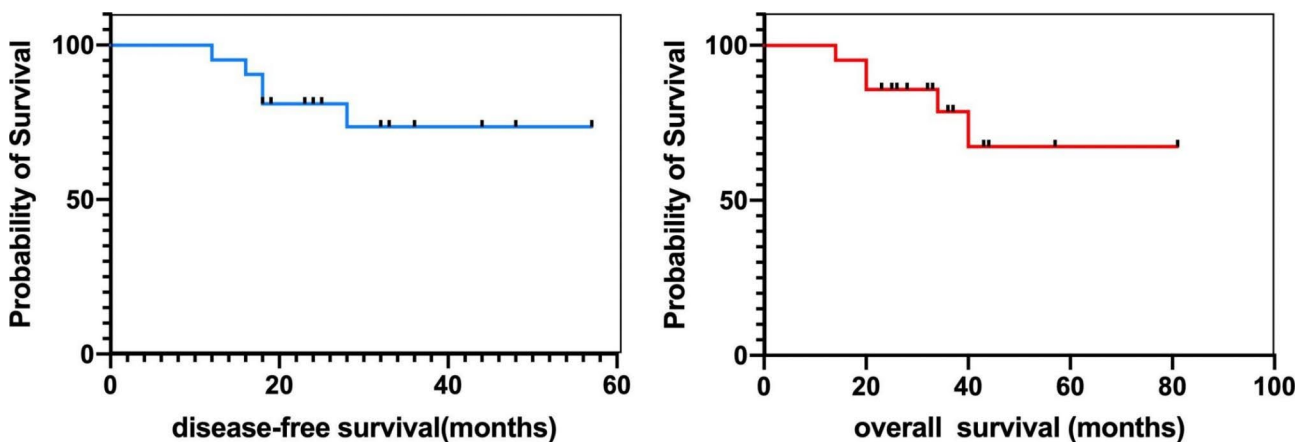 Probability of Survival
100
50
0
0 20 40 60
disease-free survival(months)
Probability of Survival
100
50
0
0 20 40 60 80 100
overall survival (months)